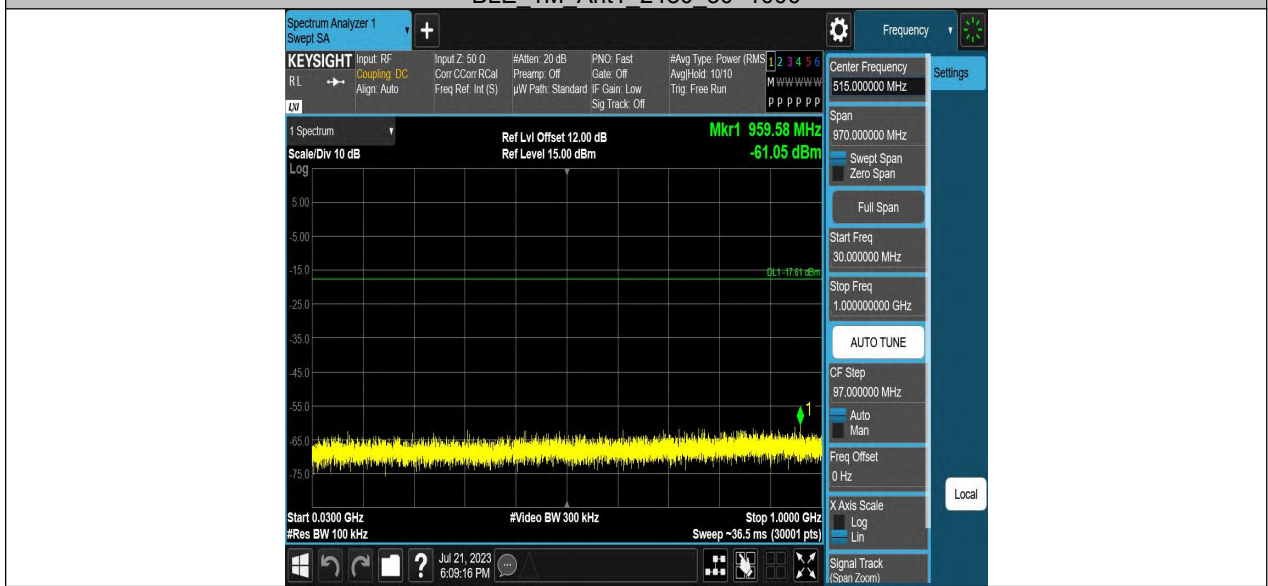 BLE_1M_Ant1_2480_30~1000
Spectrum Analyzer 1
Swept SA
+
Frequency
KEYSIGHT
RL
LXI
Input: RF
Coupling: DC
Align: Auto
Input Z: 50 Ω
Corr CCorr RCal
Freq Ref: Int (S)
#Atten: 20 dB
Preamp: Off
µW Path: Standard
PNO: Fast
Gate: Off
IF Gain: Low
Sig Track: Off
#Avg Type: Power (RMS
Avg|Hold: 10/10
Trig: Free Run
1 2 3 4 5 6
M W W W W W
P P P P P P
1 Spectrum
Scale/Div 10 dB
Ref Lvl Offset 12.00 dB
Ref Level 15.00 dBm
Mkr1 959.58 MHz
-61.05 dBm
Log
5.00
-5.00
-15.0
-25.0
-35.0
-45.0
-55.0
-65.0
-75.0
DL1 -17.61 dBm
1
Start 0.0300 GHz
#Res BW 100 kHz
#Video BW 300 kHz
Stop 1.0000 GHz
Sweep ~36.5 ms (30001 pts)
?
Jul 21, 2023
6:09:16 PM
Center Frequency
515.000000 MHz
Settings
Span
970.000000 MHz
Swept Span
Zero Span
Full Span
Start Freq
30.000000 MHz
Stop Freq
1.000000000 GHz
AUTO TUNE
CF Step
97.000000 MHz
Auto
Man
Freq Offset
0 Hz
X Axis Scale
Log
Lin
Local
Signal Track
(Span Zoom)